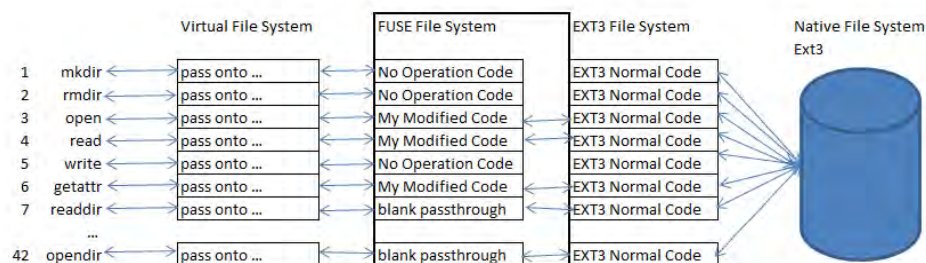 Virtual File System FUSE File System EXT3 File System Native File System
Ext3
1 mkdir pass onto ... No Operation Code EXT3 Normal Code
2 rmdir pass onto ... No Operation Code EXT3 Normal Code
3 open pass onto ... My Modified Code EXT3 Normal Code
4 read pass onto ... My Modified Code EXT3 Normal Code
5 write pass onto ... No Operation Code EXT3 Normal Code
6 getattr pass onto ... My Modified Code EXT3 Normal Code
7 readdir pass onto ... blank passthrough EXT3 Normal Code
...
42 opendir pass onto ... blank passthrough EXT3 Normal Code